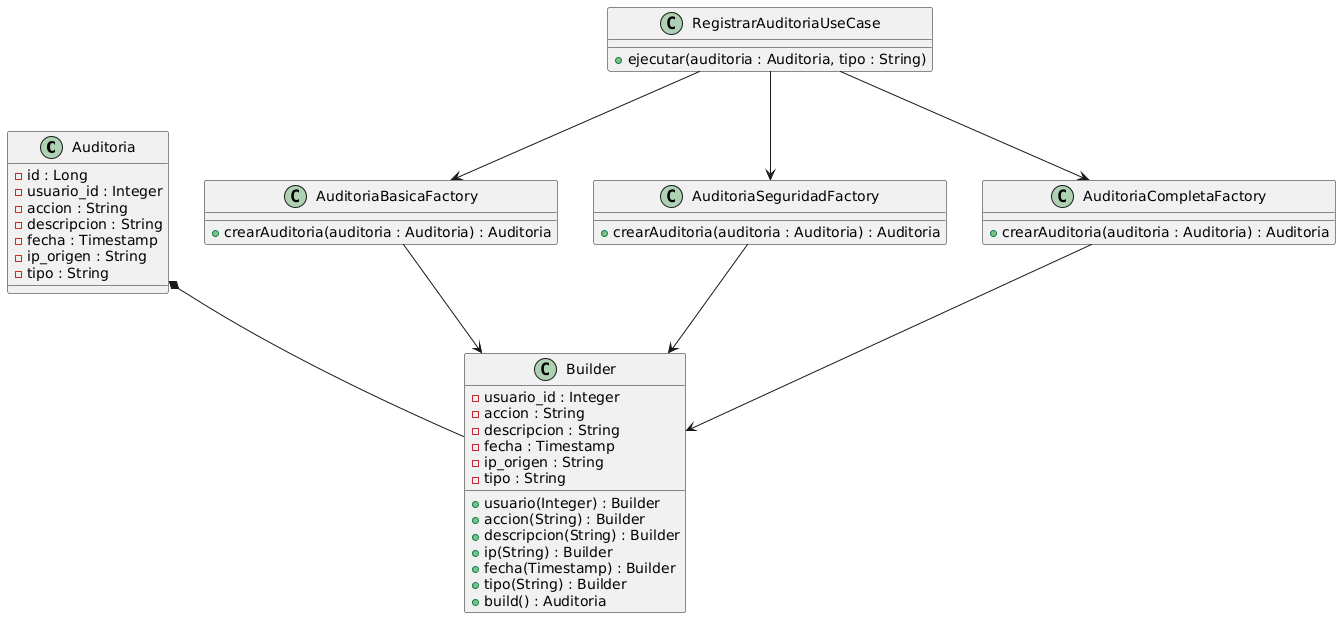 C RegistrarAuditoriaUseCase
ejecutar(auditoria : Auditoria, tipo : String)
C Auditoria
id : Long
usuario_id : Integer
accion : String
descripcion : String
fecha : Timestamp
ip_origen : String
tipo : String
C AuditoriaBasicaFactory
crearAuditoria(auditoria : Auditoria) : Auditoria
C AuditoriaSeguridadFactory
crearAuditoria(auditoria : Auditoria) : Auditoria
C AuditoriaCompletaFactory
crearAuditoria(auditoria : Auditoria) : Auditoria
C Builder
usuario_id : Integer
accion : String
descripcion : String
fecha : Timestamp
ip_origen : String
tipo : String
usuario(Integer) : Builder
accion(String) : Builder
descripcion(String) : Builder
ip(String) : Builder
fecha(Timestamp) : Builder
tipo(String) : Builder
build() : Auditoria